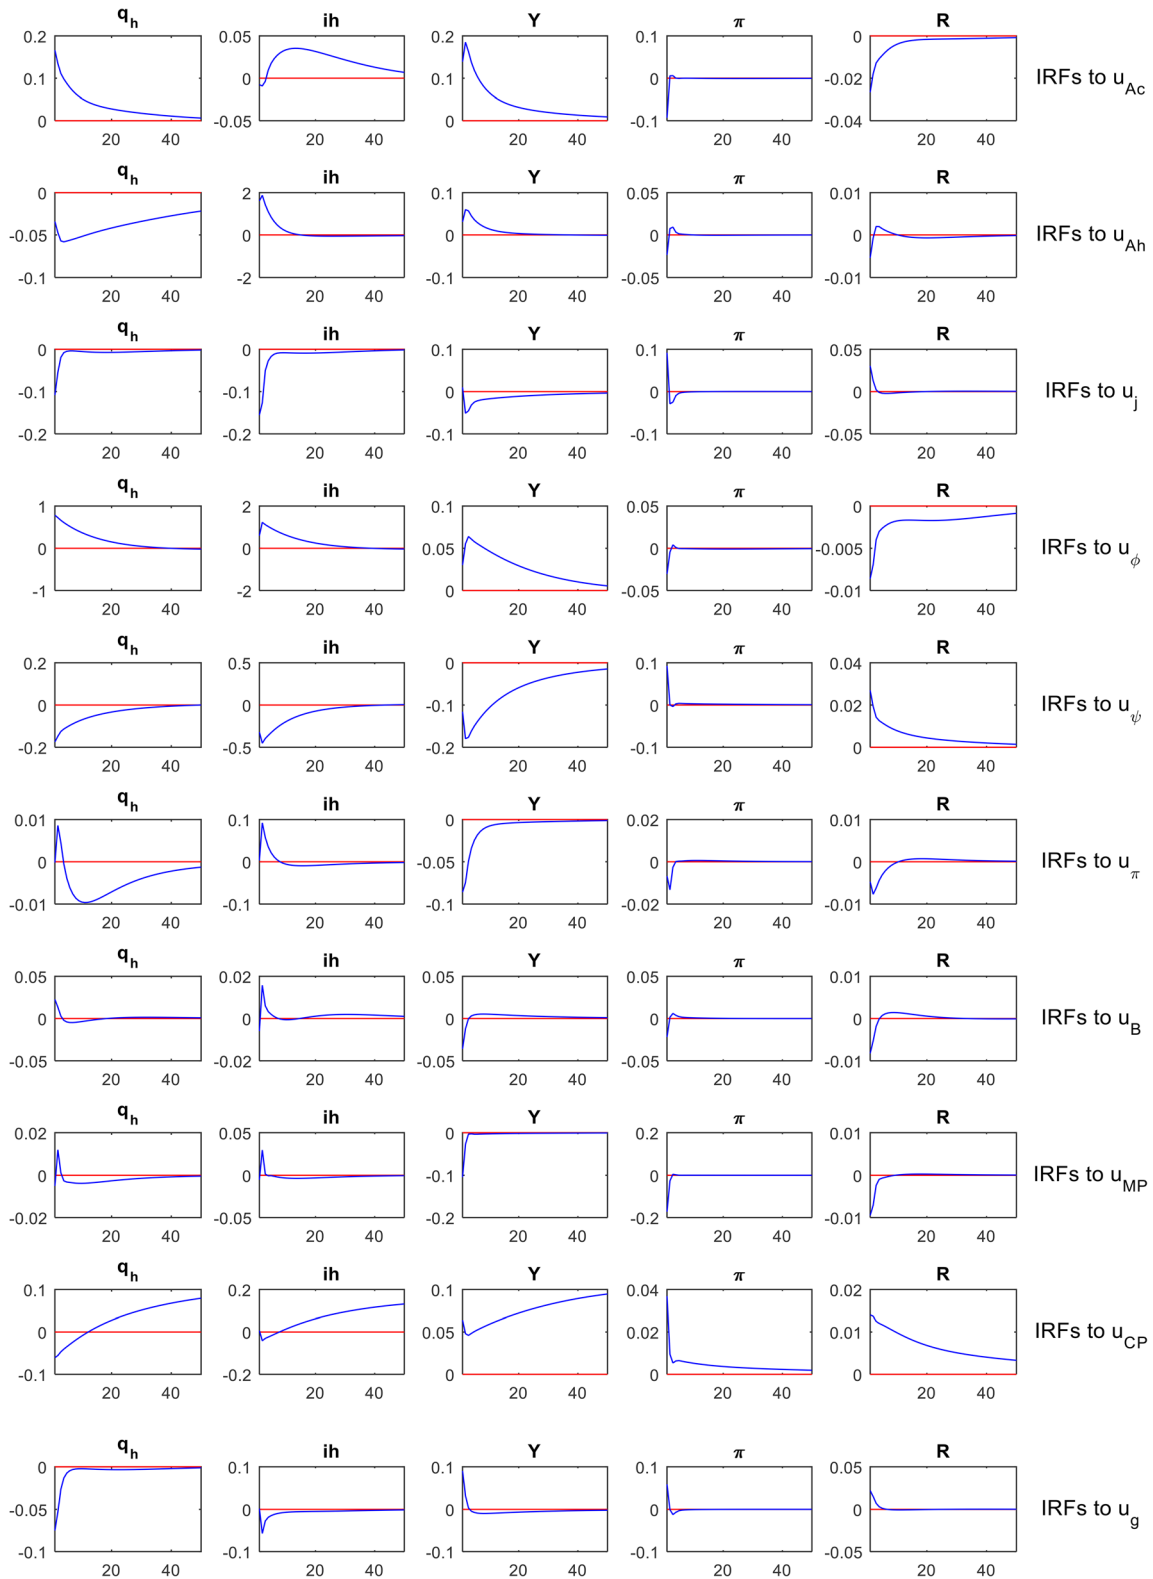 q_h ih Y π R
0.2 0.1 0 20 40
0.05 0 -0.05 20 40
0.2 0.1 0 20 40
0.1 0 -0.1 20 40
0 -0.02 -0.04 20 40
IRFs to u_Ac
q_h ih Y π R
0 -0.05 -0.1 20 40
2 0 -2 20 40
0.1 0 -0.1 20 40
0.05 0 -0.05 20 40
0.01 0 -0.01 20 40
IRFs to u_Ah
q_h ih Y π R
0 -0.1 -0.2 20 40
0 -0.1 -0.2 20 40
0.1 0 -0.1 20 40
0.1 0 -0.1 20 40
0.05 0 -0.05 20 40
IRFs to u_j
q_h ih Y π R
1 0 -1 20 40
2 0 -2 20 40
0.1 0.05 0 20 40
0.05 0 -0.05 20 40
0 -0.005 -0.01 20 40
IRFs to u_ϕ
q_h ih Y π R
0.2 0 -0.2 20 40
0.5 0 -0.5 20 40
0 -0.1 -0.2 20 40
0.1 0 -0.1 20 40
0.04 0.02 0 20 40
IRFs to u_ψ
q_h ih Y π R
0.01 0 -0.01 20 40
0.1 0 -0.1 20 40
0 -0.05 -0.1 20 40
0.02 0 -0.02 20 40
0.01 0 -0.01 20 40
IRFs to u_π
q_h ih Y π R
0.05 0 -0.05 20 40
0.02 0 -0.02 20 40
0.05 0 -0.05 20 40
0.05 0 -0.05 20 40
0.01 0 -0.01 20 40
IRFs to u_B
q_h ih Y π R
0.02 0 -0.02 20 40
0.05 0 -0.05 20 40
0 -0.1 -0.2 20 40
0.2 0 -0.2 20 40
0.01 0 -0.01 20 40
IRFs to u_MP
q_h ih Y π R
0.1 0 -0.1 20 40
0.2 0 -0.2 20 40
0.1 0.05 0 20 40
0.04 0.02 0 20 40
0.02 0.01 0 20 40
IRFs to u_CP
q_h ih Y π R
0 -0.05 -0.1 20 40
0.1 0 -0.1 20 40
0.1 0 -0.1 20 40
0.1 0 -0.1 20 40
0.05 0 -0.05 20 40
IRFs to u_g